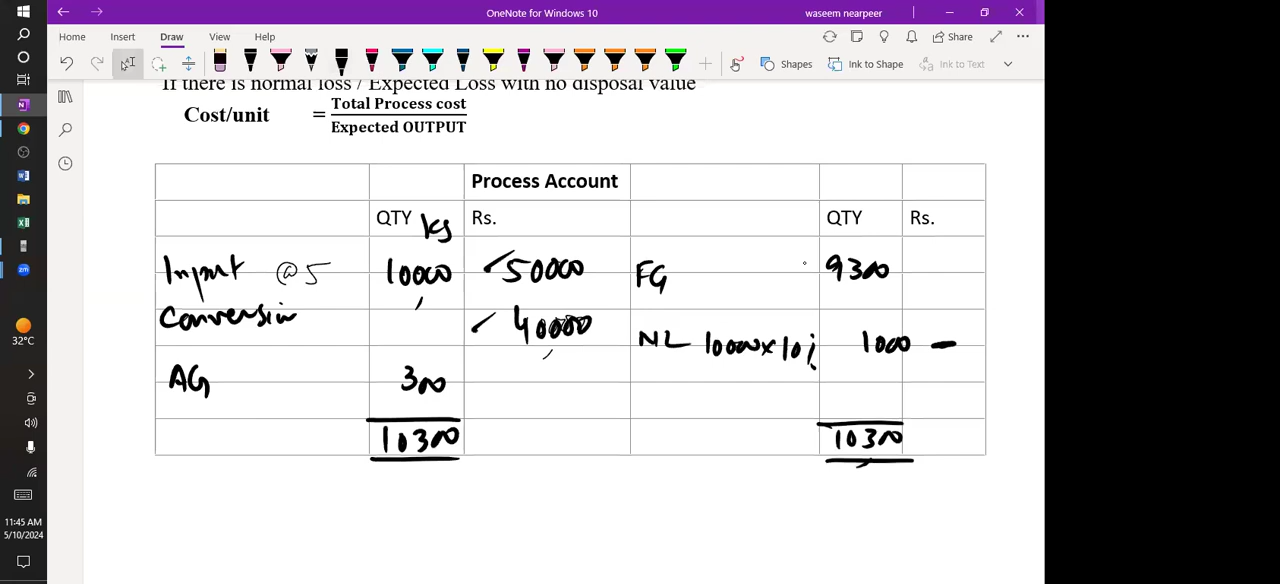 OneNote for Windows 10
waseem nearpeer
Home Insert Draw View Help
Share
Shapes
Ink to Shape
Ink to Text
If there is normal loss / Expected Loss with no disposal value
Cost/unit = Total Process cost
Expected OUTPUT
Process Account
QTY kg Rs. QTY Rs.
Input @ 5 10000 50000 FG 9300
Conversion 40000 NL 10000 x 10% 1000 -
AG 300
10300 10300
32°C
11:45 AM
5/10/2024